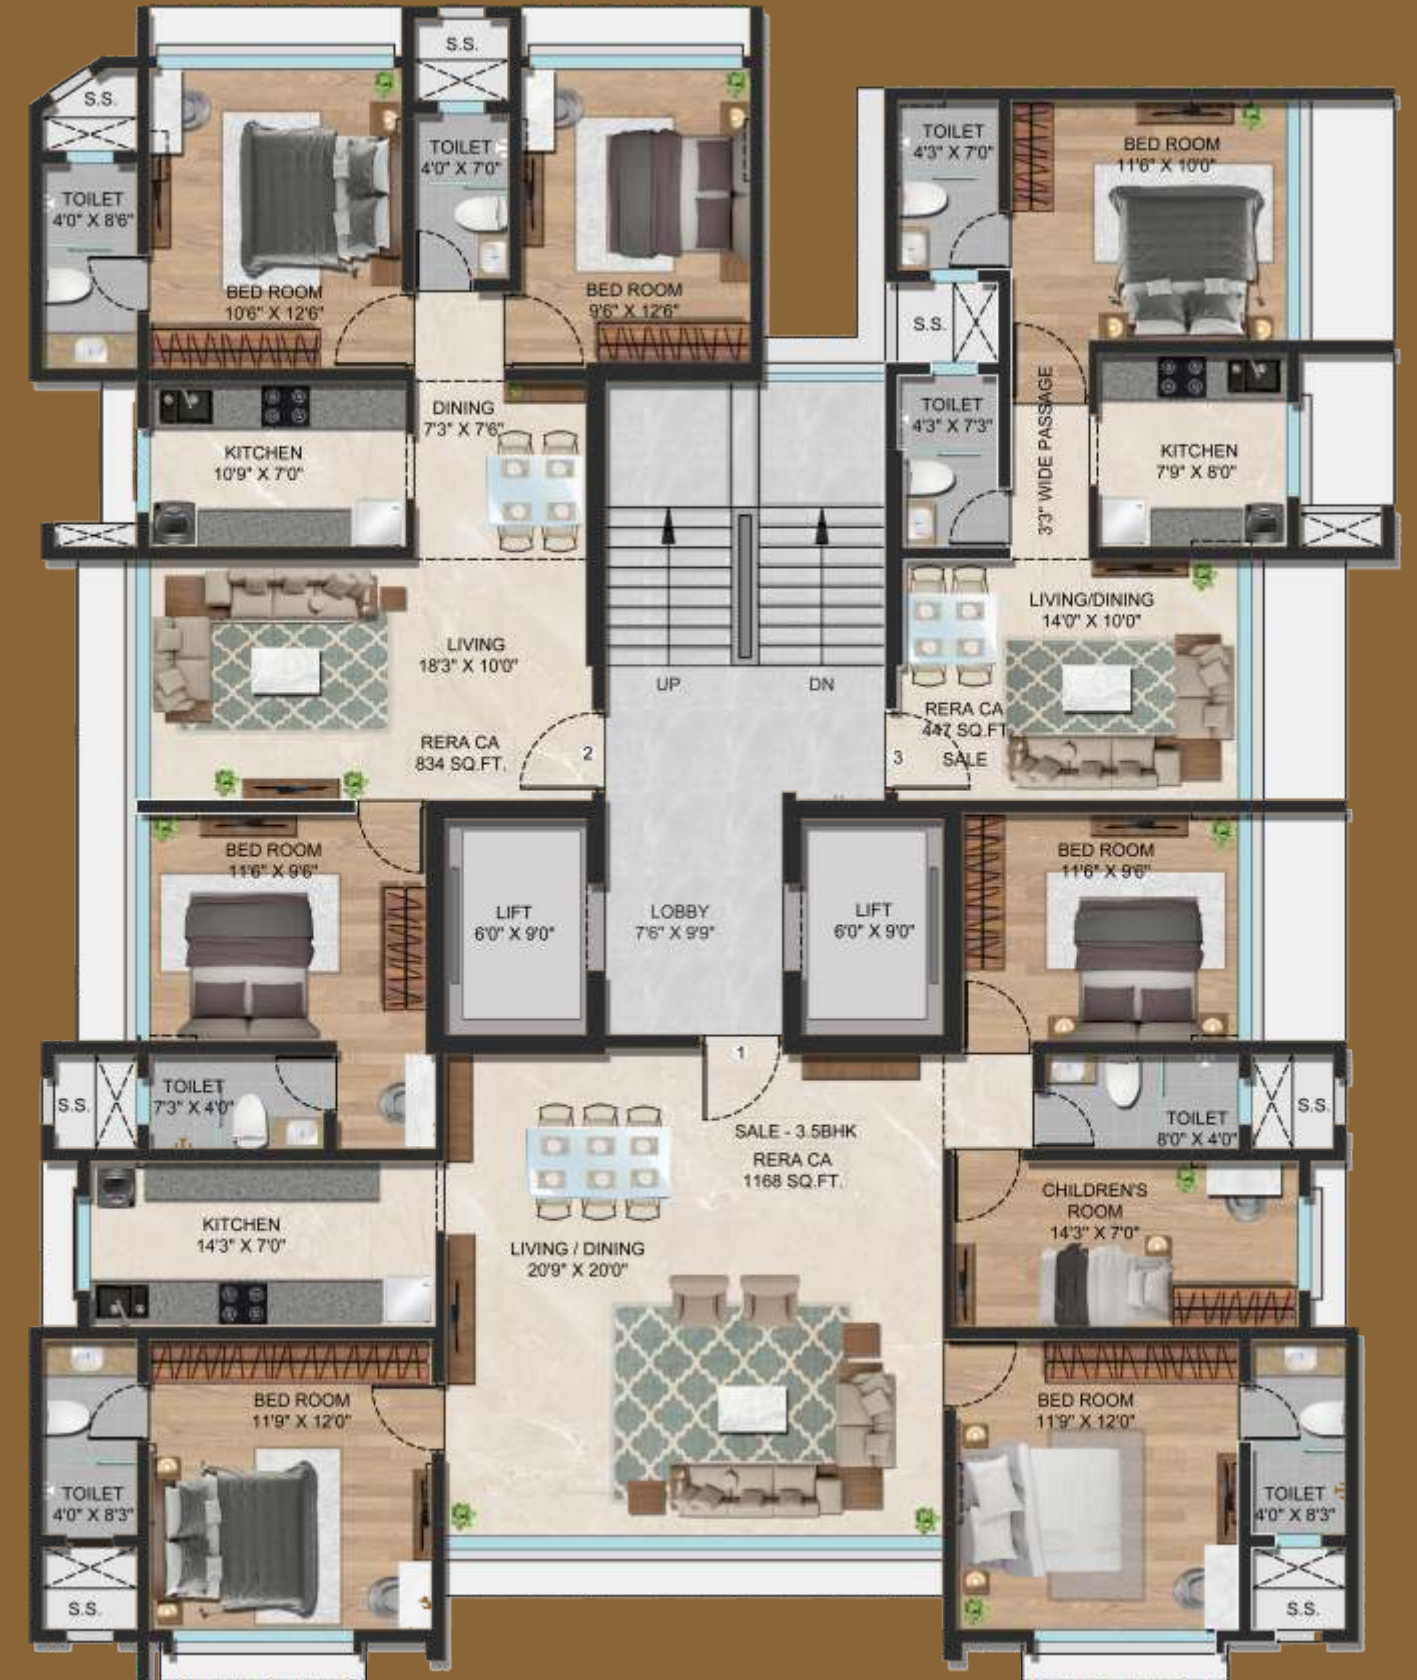 S.S.
S.S.
TOILET
4'0" X 8'6"
TOILET
4'0" X 7'0"
BED ROOM
10'6" X 12'6"
BED ROOM
9'6" X 12'6"
TOILET
4'3" X 7'0"
BED ROOM
11'6" X 10'0"
S.S.
DINING
7'3" X 7'6"
KITCHEN
10'9" X 7'0"
TOILET
4'3" X 7'3"
3'3" WIDE PASSAGE
KITCHEN
7'9" X 8'0"
LIVING
18'3" X 10'0"
RERA CA
834 SQ.FT.
2
UP
DN
LIVING/DINING
14'0" X 10'0"
RERA CA
447 SQ.FT
SALE
3
BED ROOM
11'6" X 9'6"
LIFT
6'0" X 9'0"
LOBBY
7'6" X 9'9"
LIFT
6'0" X 9'0"
BED ROOM
11'6" X 9'6"
1
S.S.
TOILET
7'3" X 4'0"
TOILET
8'0" X 4'0"
S.S.
SALE - 3.5BHK
RERA CA
1168 SQ.FT.
KITCHEN
14'3" X 7'0"
LIVING / DINING
20'9" X 20'0"
CHILDREN'S
ROOM
14'3" X 7'0"
BED ROOM
11'9" X 12'0"
BED ROOM
11'9" X 12'0"
TOILET
4'0" X 8'3"
TOILET
4'0" X 8'3"
S.S.
S.S.